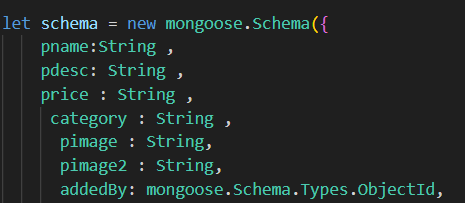 let schema = new mongoose.Schema({
pname:String ,
pdesc: String ,
price : String ,
category : String ,
pimage : String,
pimage2 : String,
addedBy: mongoose.Schema.Types.ObjectId,